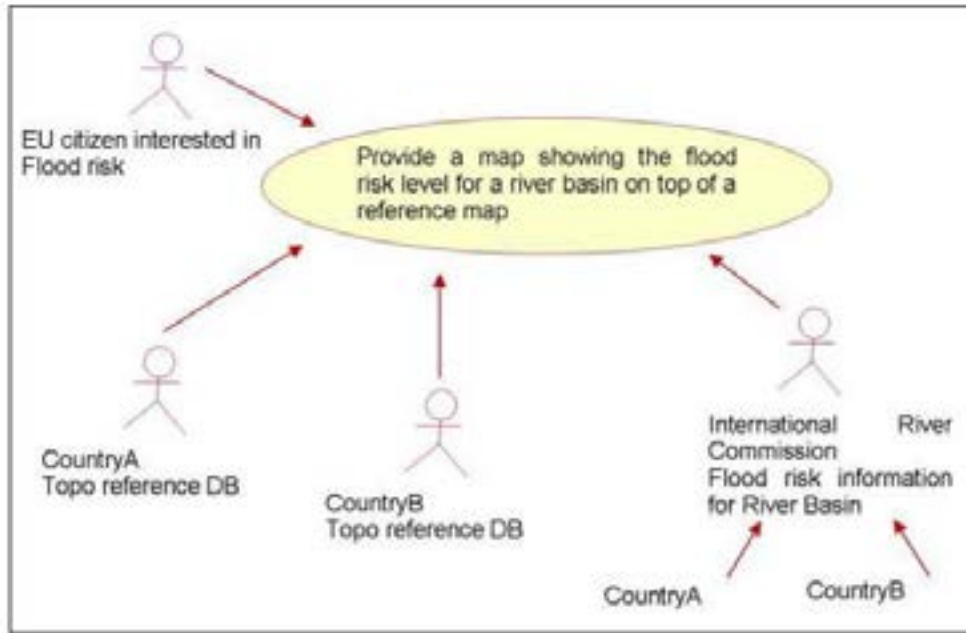 EU citizen interested in
Flood risk
Provide a map showing the flood
risk level for a river basin on top of a
reference map
CountryA
Topo reference DB
CountryB
Topo reference DB
International River
Commission
Flood risk information
for River Basin
CountryA
CountryB